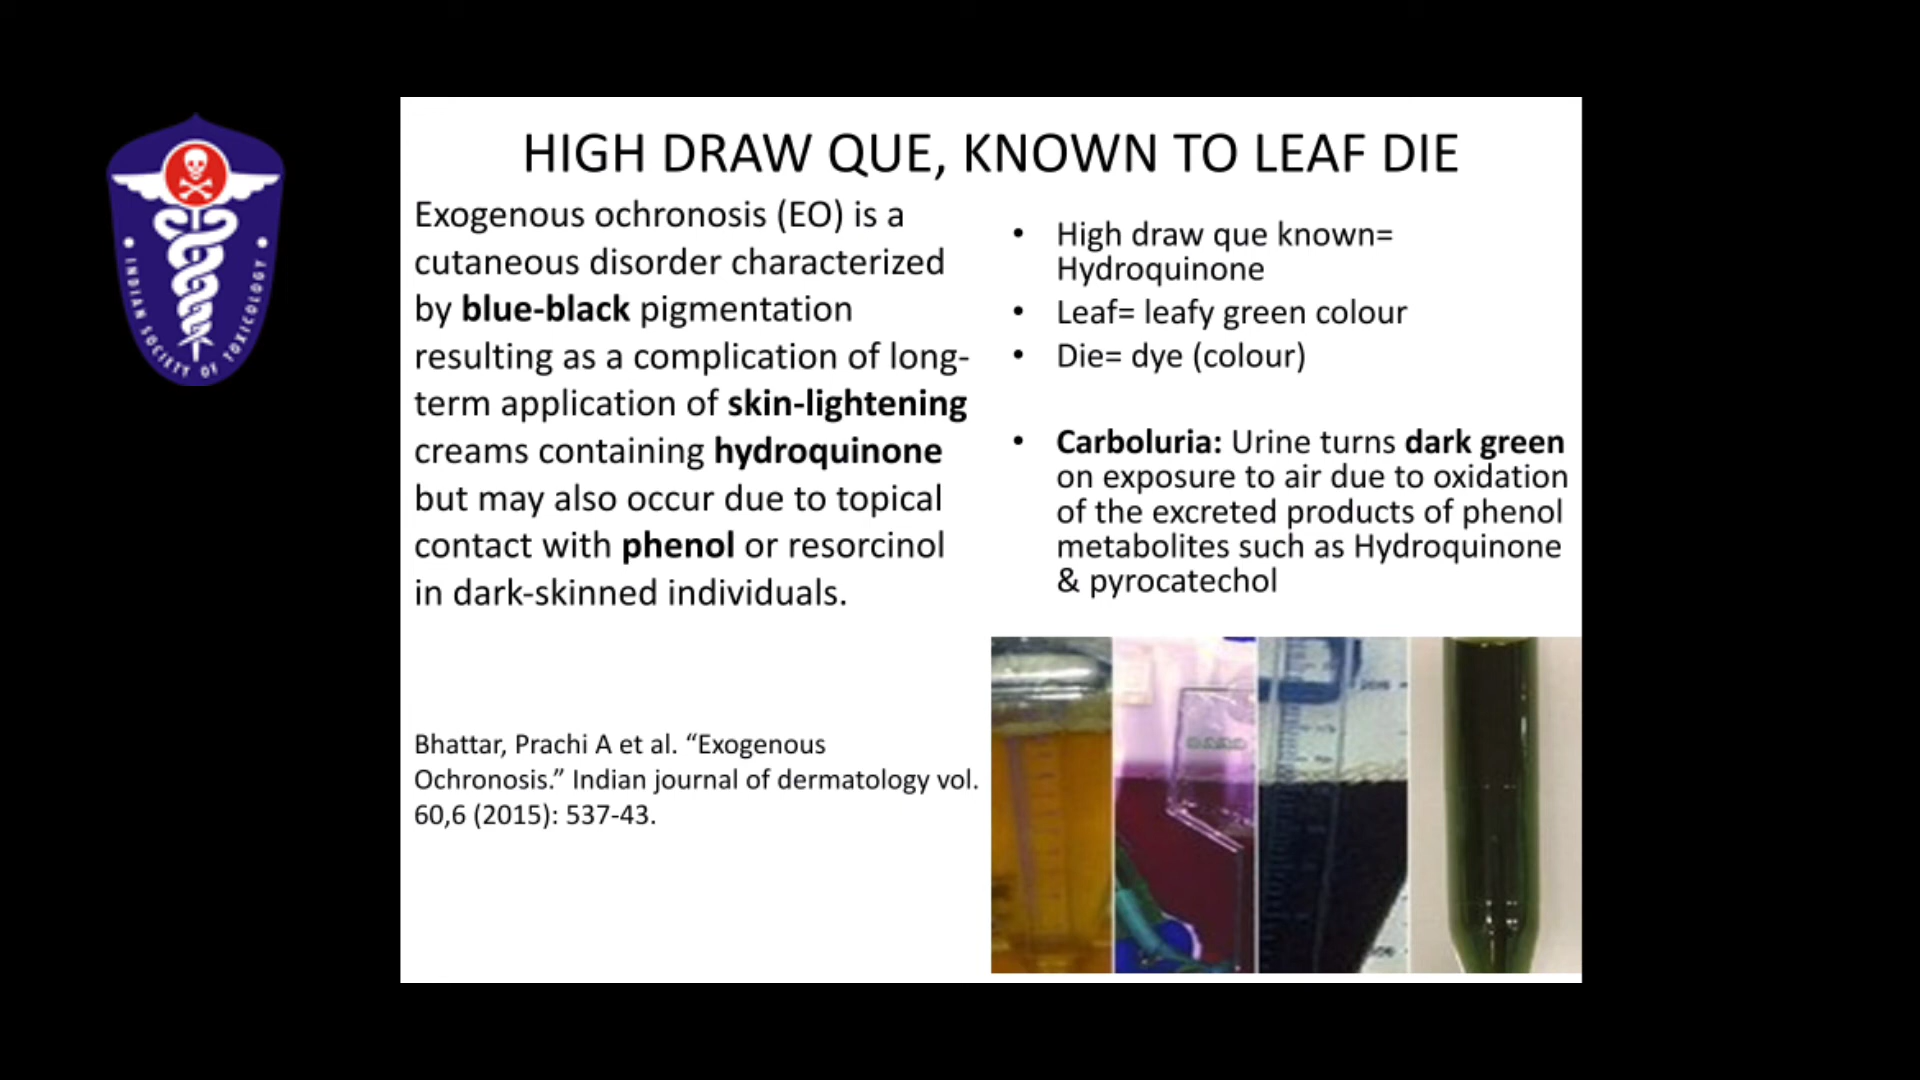 INDIAN SOCIETY OF TOXICOLOGY
HIGH DRAW QUE, KNOWN TO LEAF DIE
Exogenous ochronosis (EO) is a
cutaneous disorder characterized
by blue-black pigmentation
resulting as a complication of long-
term application of skin-lightening
creams containing hydroquinone
but may also occur due to topical
contact with phenol or resorcinol
in dark-skinned individuals.
Bhattar, Prachi A et al. “Exogenous
Ochronosis.” Indian journal of dermatology vol.
60,6 (2015): 537-43.
• High draw que known=
Hydroquinone
• Leaf= leafy green colour
• Die= dye (colour)
• Carboluria: Urine turns dark green
on exposure to air due to oxidation
of the excreted products of phenol
metabolites such as Hydroquinone
& pyrocatechol